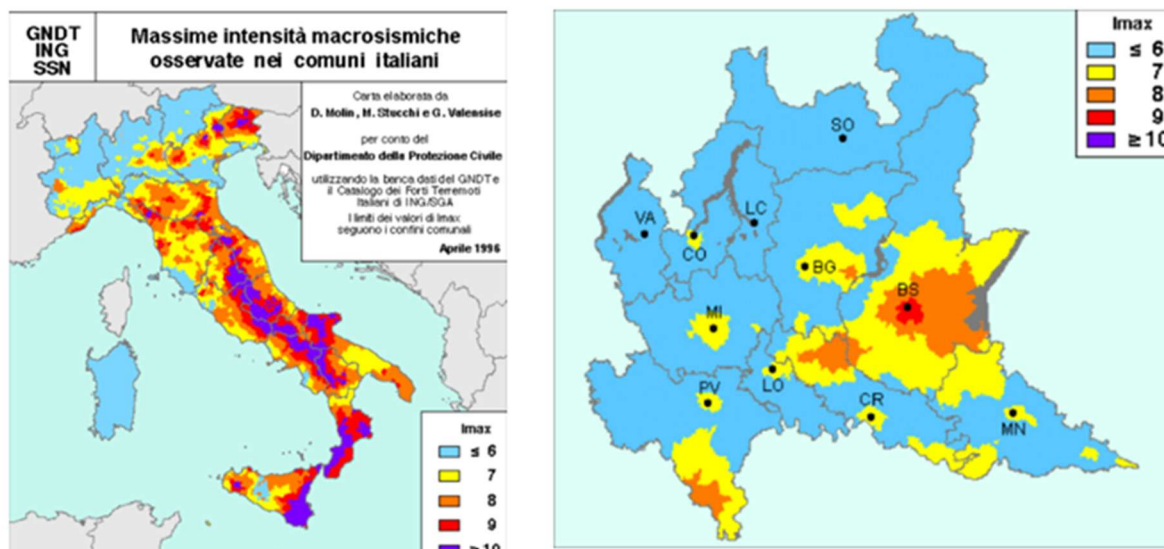 GNDT
ING
SSN
Massime intensità macrosismiche
osservate nei comuni italiani
Carta elaborata da
D. Molin, M. Stucchi e G. Valensise
per conto del
Dipartimento della Protezione Civile
utilizzando la banca dati del GNDT e
il Catalogo dei Forti Terremoti
Italiani di ING/SGA
I limiti dei valori di Imax
seguono i confini comunali
Aprile 1996
Imax
≤ 6
7
8
9
≥ 10
Imax
≤ 6
7
8
9
≥ 10
SO
VA
CO
LC
BG
BS
MI
LO
PV
CR
MN